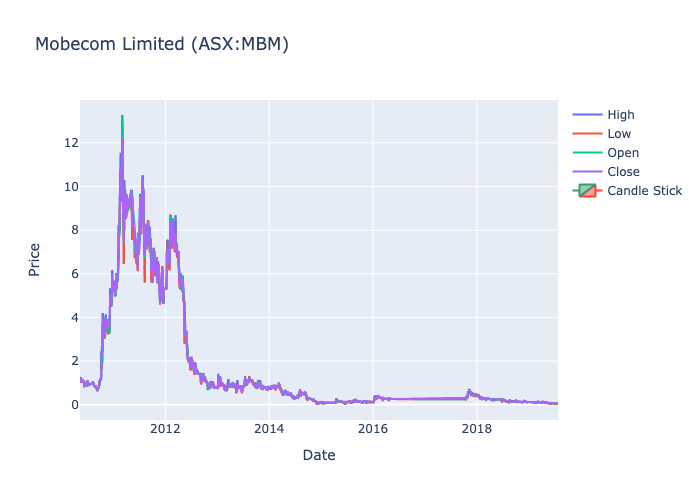 Mobecom Limited (ASX:MBM)
High
Low
Open
Close
Candle Stick
12
10
8
6
4
2
0
2012
2014
2016
2018
Price
Date